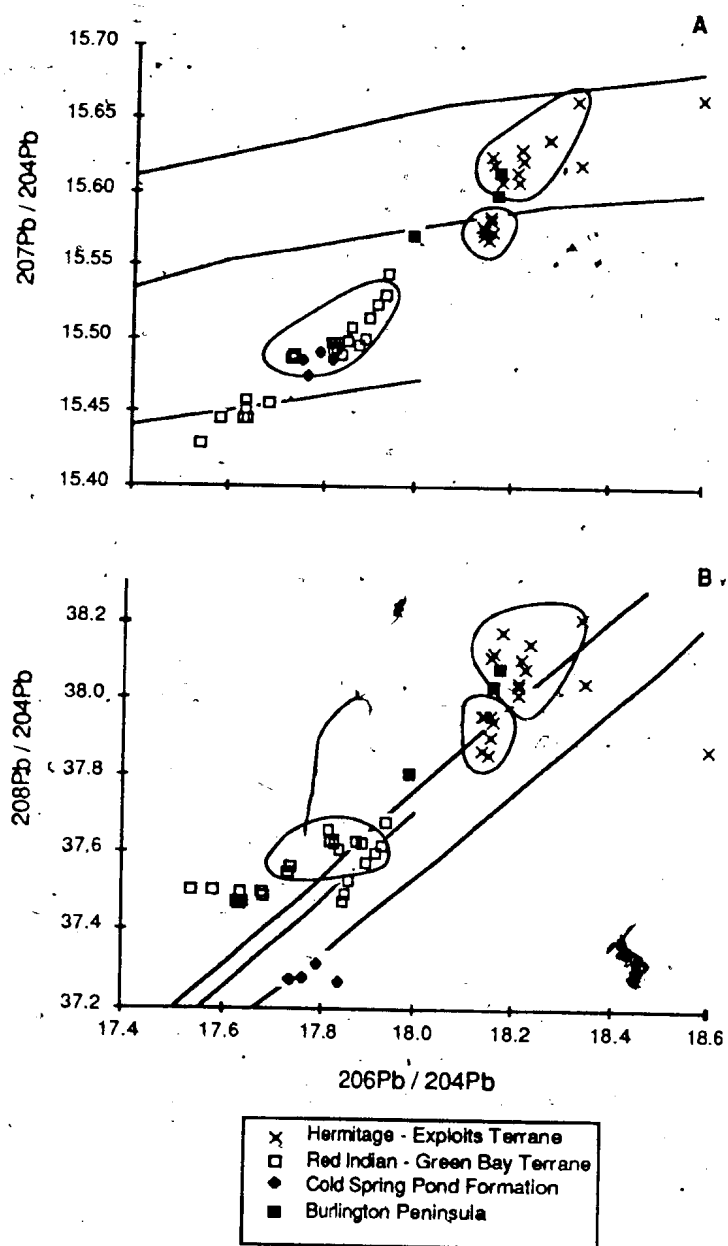 A
15.70
15.65
15.60
15.55
15.50
15.45
15.40
207Pb / 204Pb
B
38.2
38.0
37.8
37.6
37.4
37.2
208Pb / 204Pb
17.4 17.6 17.8 18.0 18.2 18.4 18.6
206Pb / 204Pb
Hermitage - Exploits Terrane
Red Indian - Green Bay Terrane
Cold Spring Pond Formation
Burlington Peninsula